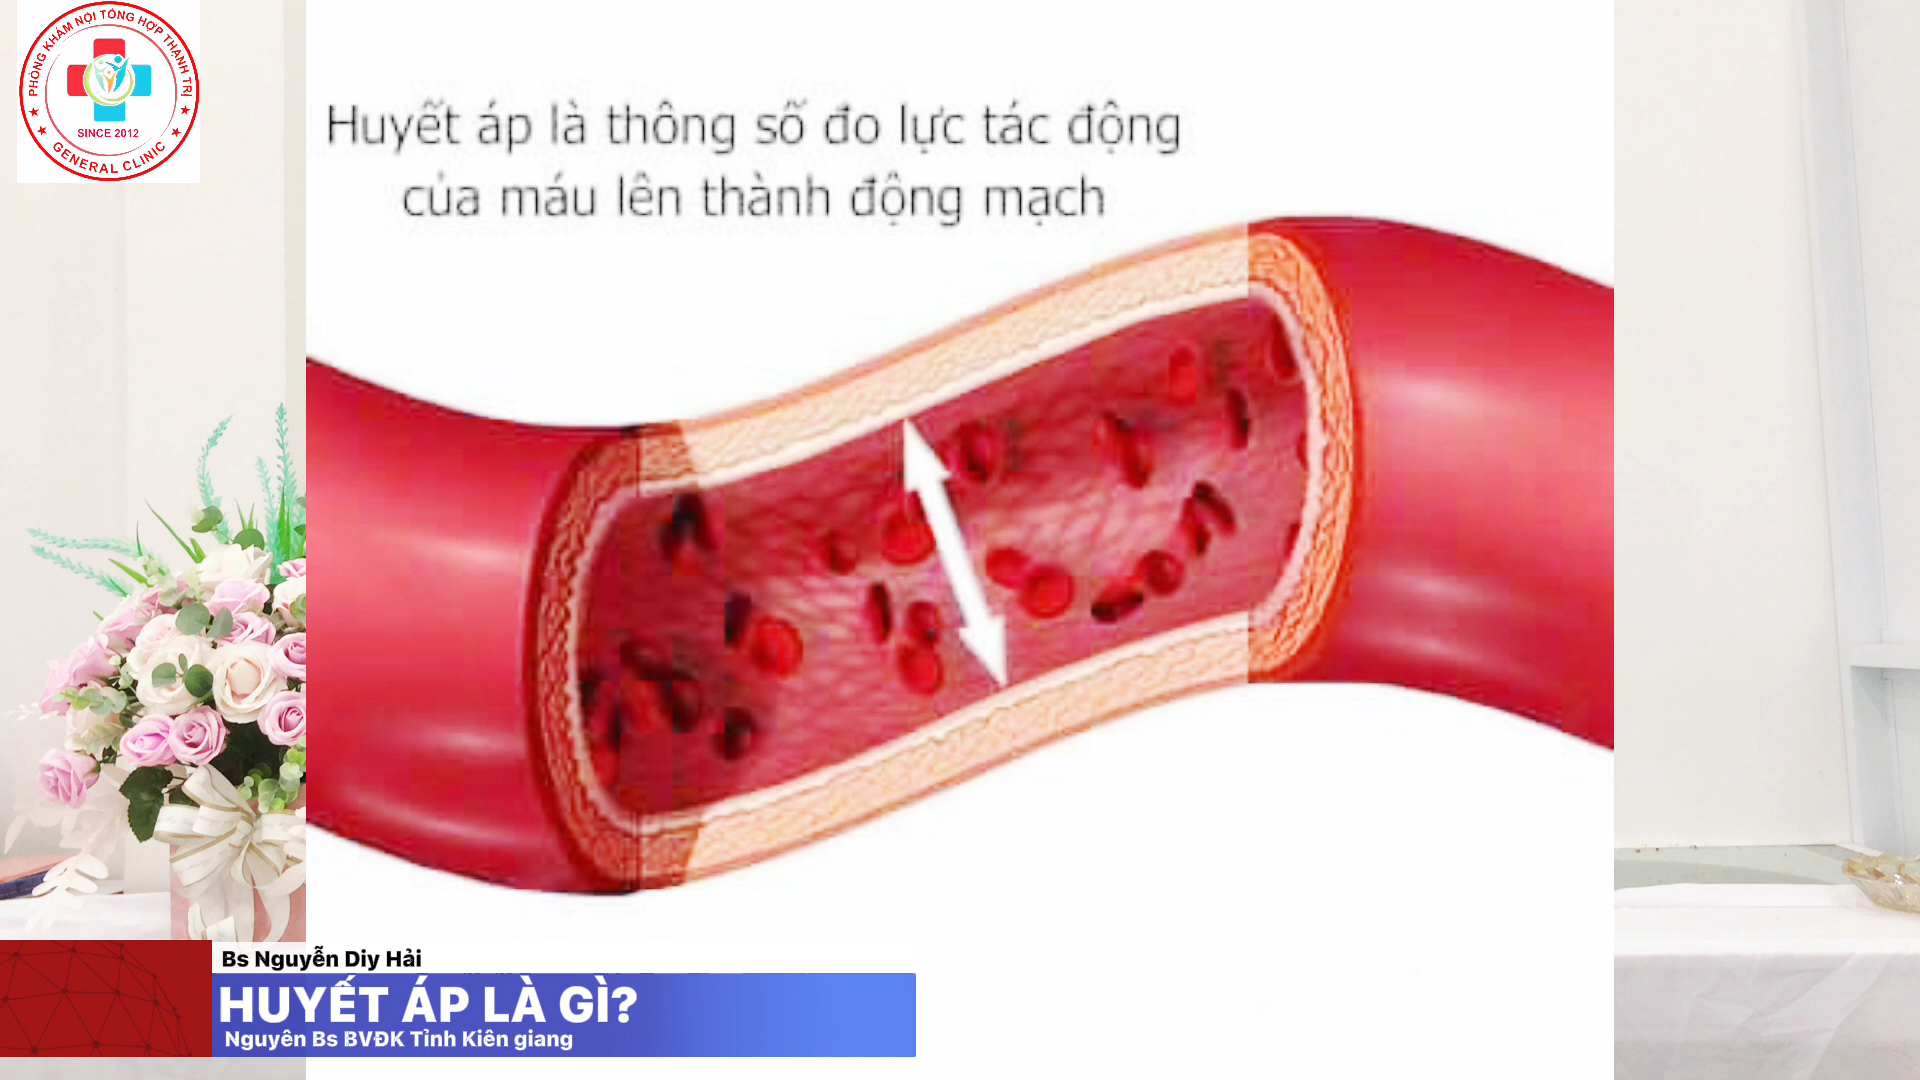 PHÒNG KHÁM NỘI TỔNG HỢP THẠNH TRỊ
SINCE 2012
GENERAL CLINIC
Huyết áp là thông số đo lực tác động
của máu lên thành động mạch
Bs Nguyễn Diy Hải
HUYẾT ÁP LÀ GÌ?
Nguyên Bs BVĐK Tỉnh Kiên giang